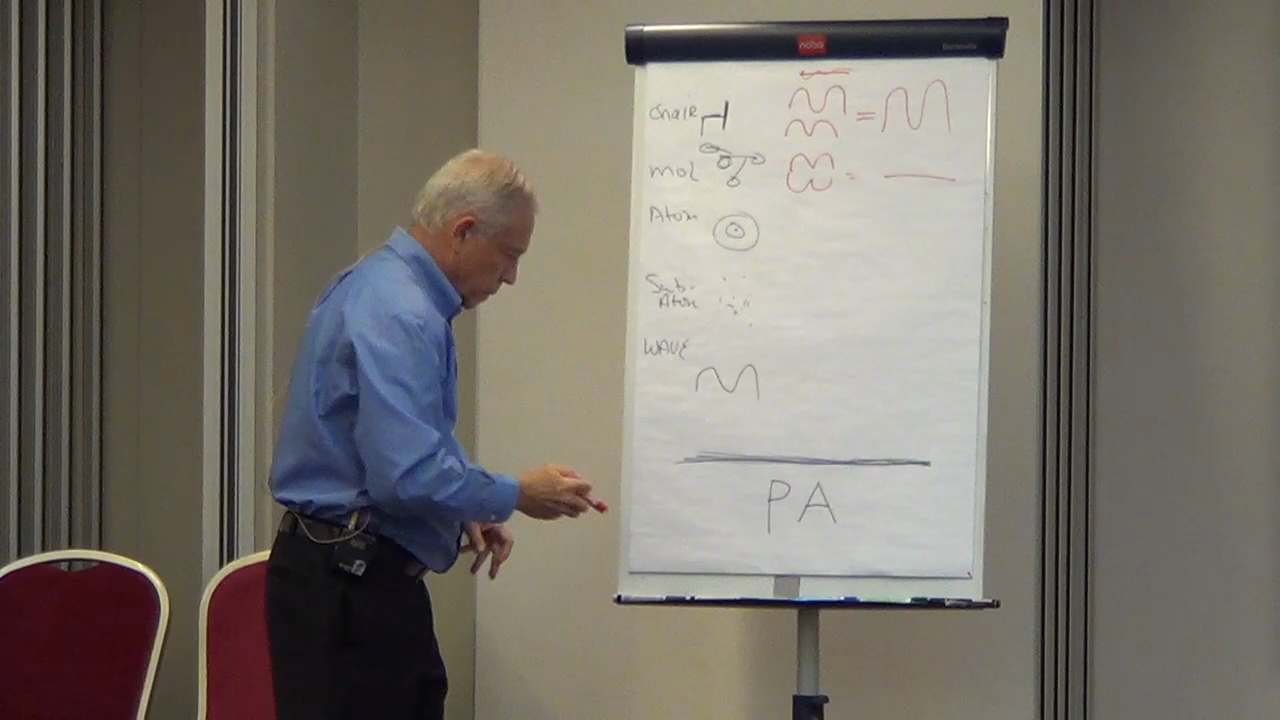 nobo
chair
mol
Atom
Sub-
Atom
WAVE
=
=
PA